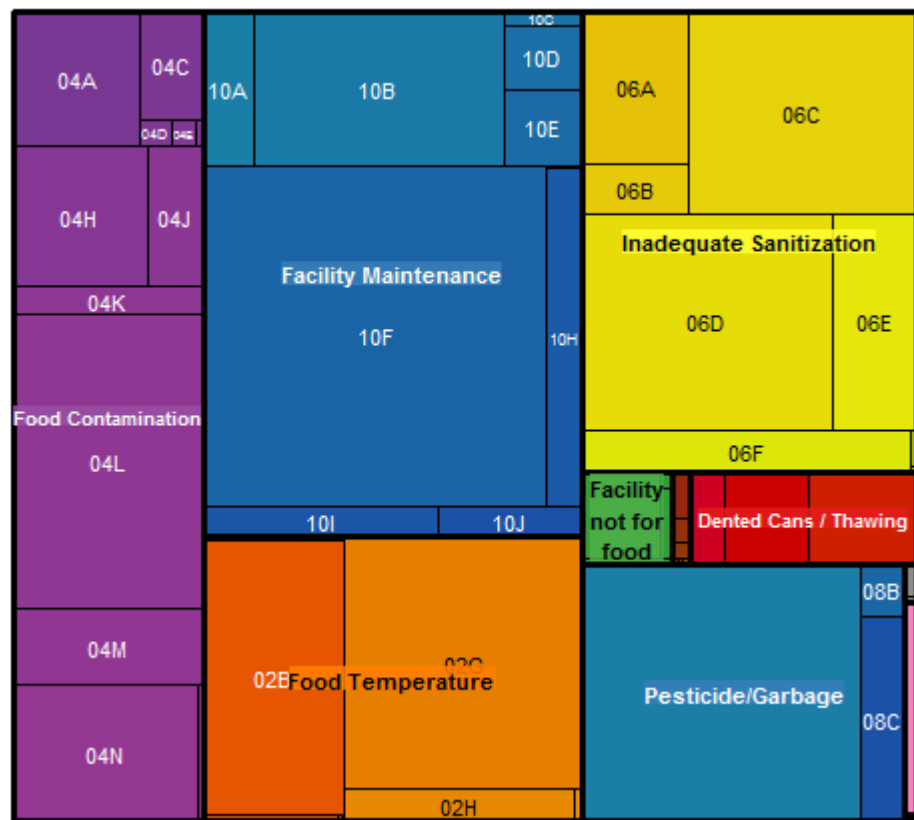 04A
04C
04D
04E
04H
04J
04K
Food Contamination
04L
04M
04N
10A
10B
10C
10D
10E
Facility Maintenance
10F
10H
10I
10J
02B
02G
Food Temperature
02H
06A
06B
06C
Inadequate Sanitization
06D
06E
06F
Facility
not for
food
Dented Cans / Thawing
08B
Pesticide/Garbage
08C